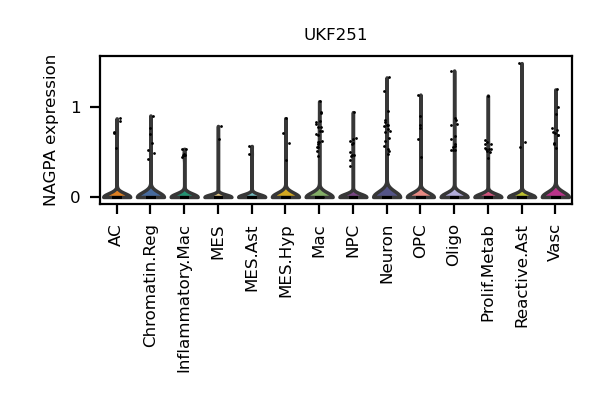 UKF251
NAGPA expression
1
0
AC
Chromatin.Reg
Inflammatory.Mac
MES
MES.Ast
MES.Hyp
Mac
NPC
Neuron
OPC
Oligo
Prolif.Metab
Reactive.Ast
Vasc